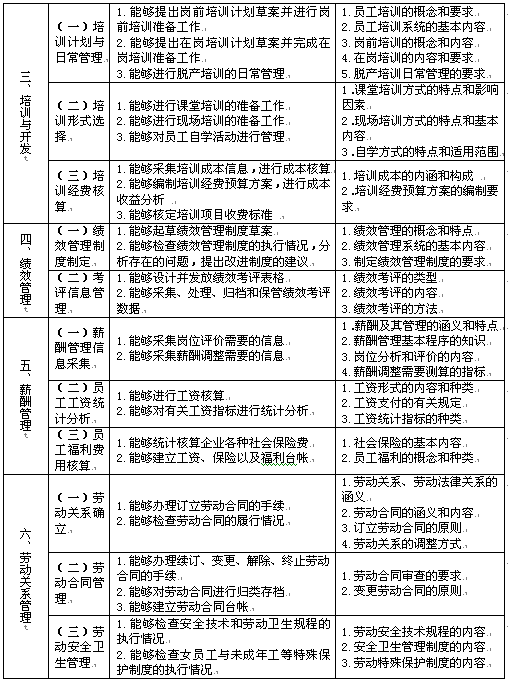 三、培训与开发
(一)培
训计划与
日常管理
1.能够提出岗前培训计划草案并进行岗
前培训准备工作
2.能够提出在岗培训计划草案并完成在
岗培训准备工作
3.能够进行脱产培训的日常管理
1.员工培训的概念和要求
2.员工培训系统的基本内容
3.岗前培训的概念和内容
4.在岗培训的内容和要求
5.脱产培训日常管理的要求
(二)培
训形式选
择
1.能够进行课堂培训的准备工作
2.能够进行现场培训的准备工作
3.能够对员工自学活动进行管理
1.课堂培训方式的特点和影响
因素
2.现场培训方式的特点和基本
内容
3.自学方式的特点和适用范围
(三)培
训经费核
算
1.能够采集培训成本信息,进行成本核算
2.能够编制培训经费预算方案,进行成本
收益分析
3.能够核定培训项目收费标准
1.培训成本的内涵和构成
2.培训经费预算方案的编制要
求
四、绩效管理
(一)绩
效管理制
度制定
1.能够起草绩效管理制度草案
2.能够检查绩效管理制度的执行情况,分
析存在的问题,提出改进制度的建议
1.绩效管理的概念和特点
2.绩效管理系统的基本内容
3.制定绩效管理制度的要求
(二)考
评信息管
理
1.能够设计并发放绩效考评表格
2.能够采集、处理、归档和保管绩效考评
数据
1.绩效考评的类型
2.绩效考评的内容
3.绩效考评的方法
五、薪酬管理
(一)薪
酬管理信
息采集
1.能够采集岗位评价需要的信息
2.能够采集薪酬调整需要的信息
1.薪酬及其管理的涵义和特点
2.薪酬管理基本程序的知识
3.岗位分析和评价的内容
4.薪酬调整需要测算的指标
(二)员
工工资统
计分析
1.能够进行工资核算
2.能够对有关工资指标进行统计分析
1.工资形式的内容和种类
2.工资支付的有关规定
3.工资统计指标的种类
(三)员
工福利费
用核算
1.能够统计核算企业各种社会保险费
2.能够建立工资、保险以及福利台帐
1.社会保险的基本内容
2.员工福利的概念和种类
六、劳动关系管理
(一)劳
动关系确
立
1.能够办理订立劳动合同的手续
2.能够检查劳动合同的履行情况
1.劳动关系、劳动法律关系的
涵义
2.劳动合同的涵义和内容
3.订立劳动合同的原则
4.劳动关系的调整方式
(二)劳
动合同管
理
1.能够办理续订、变更、解除、终止劳动
合同的手续
2.能够对劳动合同进行归类存档
3.能够建立劳动合同台帐
1.劳动合同审查的要求
2.变更劳动合同的原则
(三)劳
动安全卫
生管理
1.能够检查安全技术和劳动卫生规程的
执行情况
2.能够检查女员工与未成年工等特殊保
护制度的执行情况
1.劳动安全技术规程的内容
2.安全卫生管理制度的内容
3.劳动特殊保护制度的内容